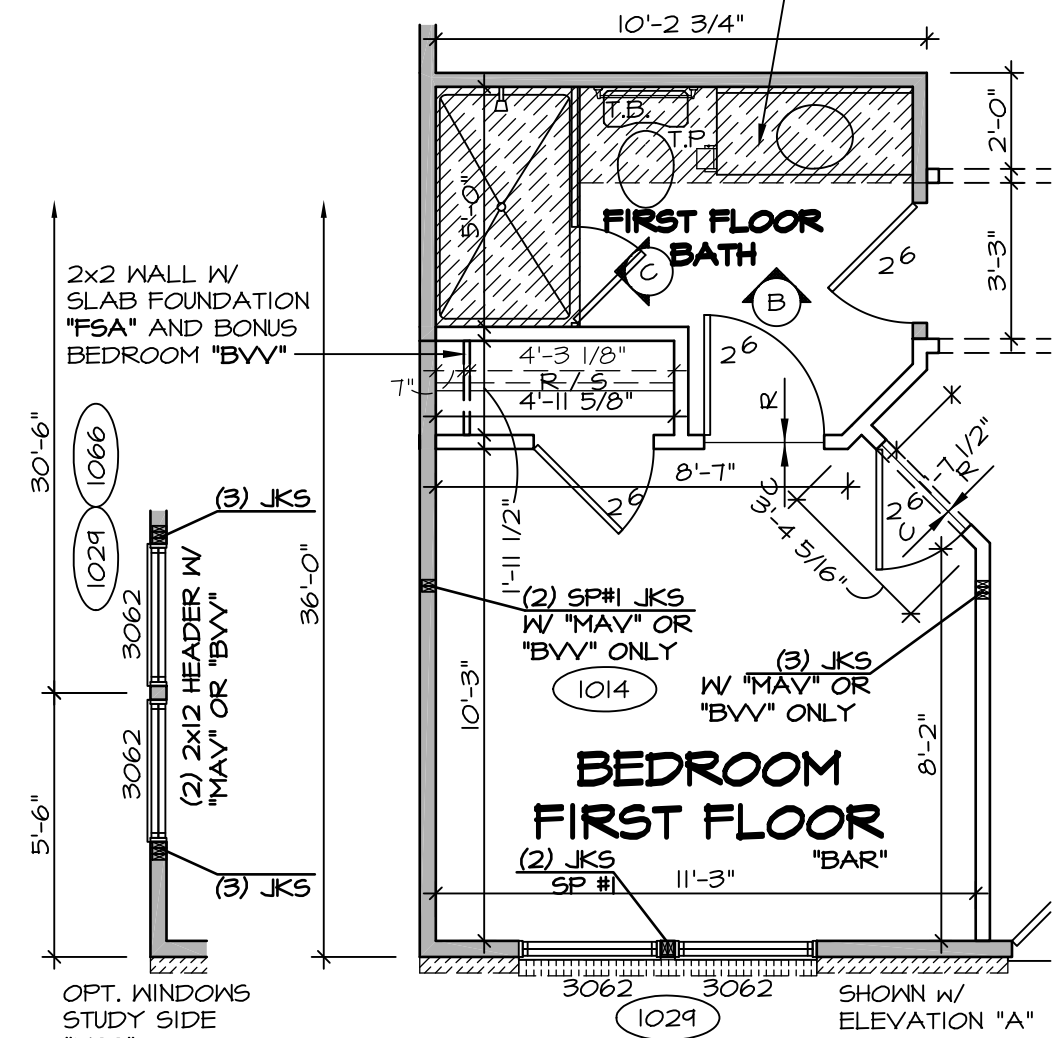 10'-2 3/4"
2'-0"
T.B.
T.P
5'-0"
FIRST FLOOR
BATH
C
B
2⁶
3'-3"
2x2 WALL W/
SLAB FOUNDATION
"FSA" AND BONUS
BEDROOM "BVV"
2⁶
4'-3 1/8"
7"
R / S
4'-11 5/8"
R
C
8'-7"
-7 1/2"
R
C
2⁶
2⁶
3'-4 5/16"
1'-11 1/2"
30'-6"
1066
1029
(3) JKS
36'-0"
3062
3062
(2) 2x12 HEADER W/
"MAV" OR "BVV"
5'-6"
(3) JKS
(2) SP#1 JKS
W/ "MAV" OR
"BVV" ONLY
1014
(3) JKS
W/ "MAV" OR
"BVV" ONLY
10'-3"
8'-2"
BEDROOM
FIRST FLOOR
"BAR"
(2) JKS
SP #1
11'-3"
3062 3062
1029
OPT. WINDOWS
STUDY SIDE
SHOWN W/
ELEVATION "A"